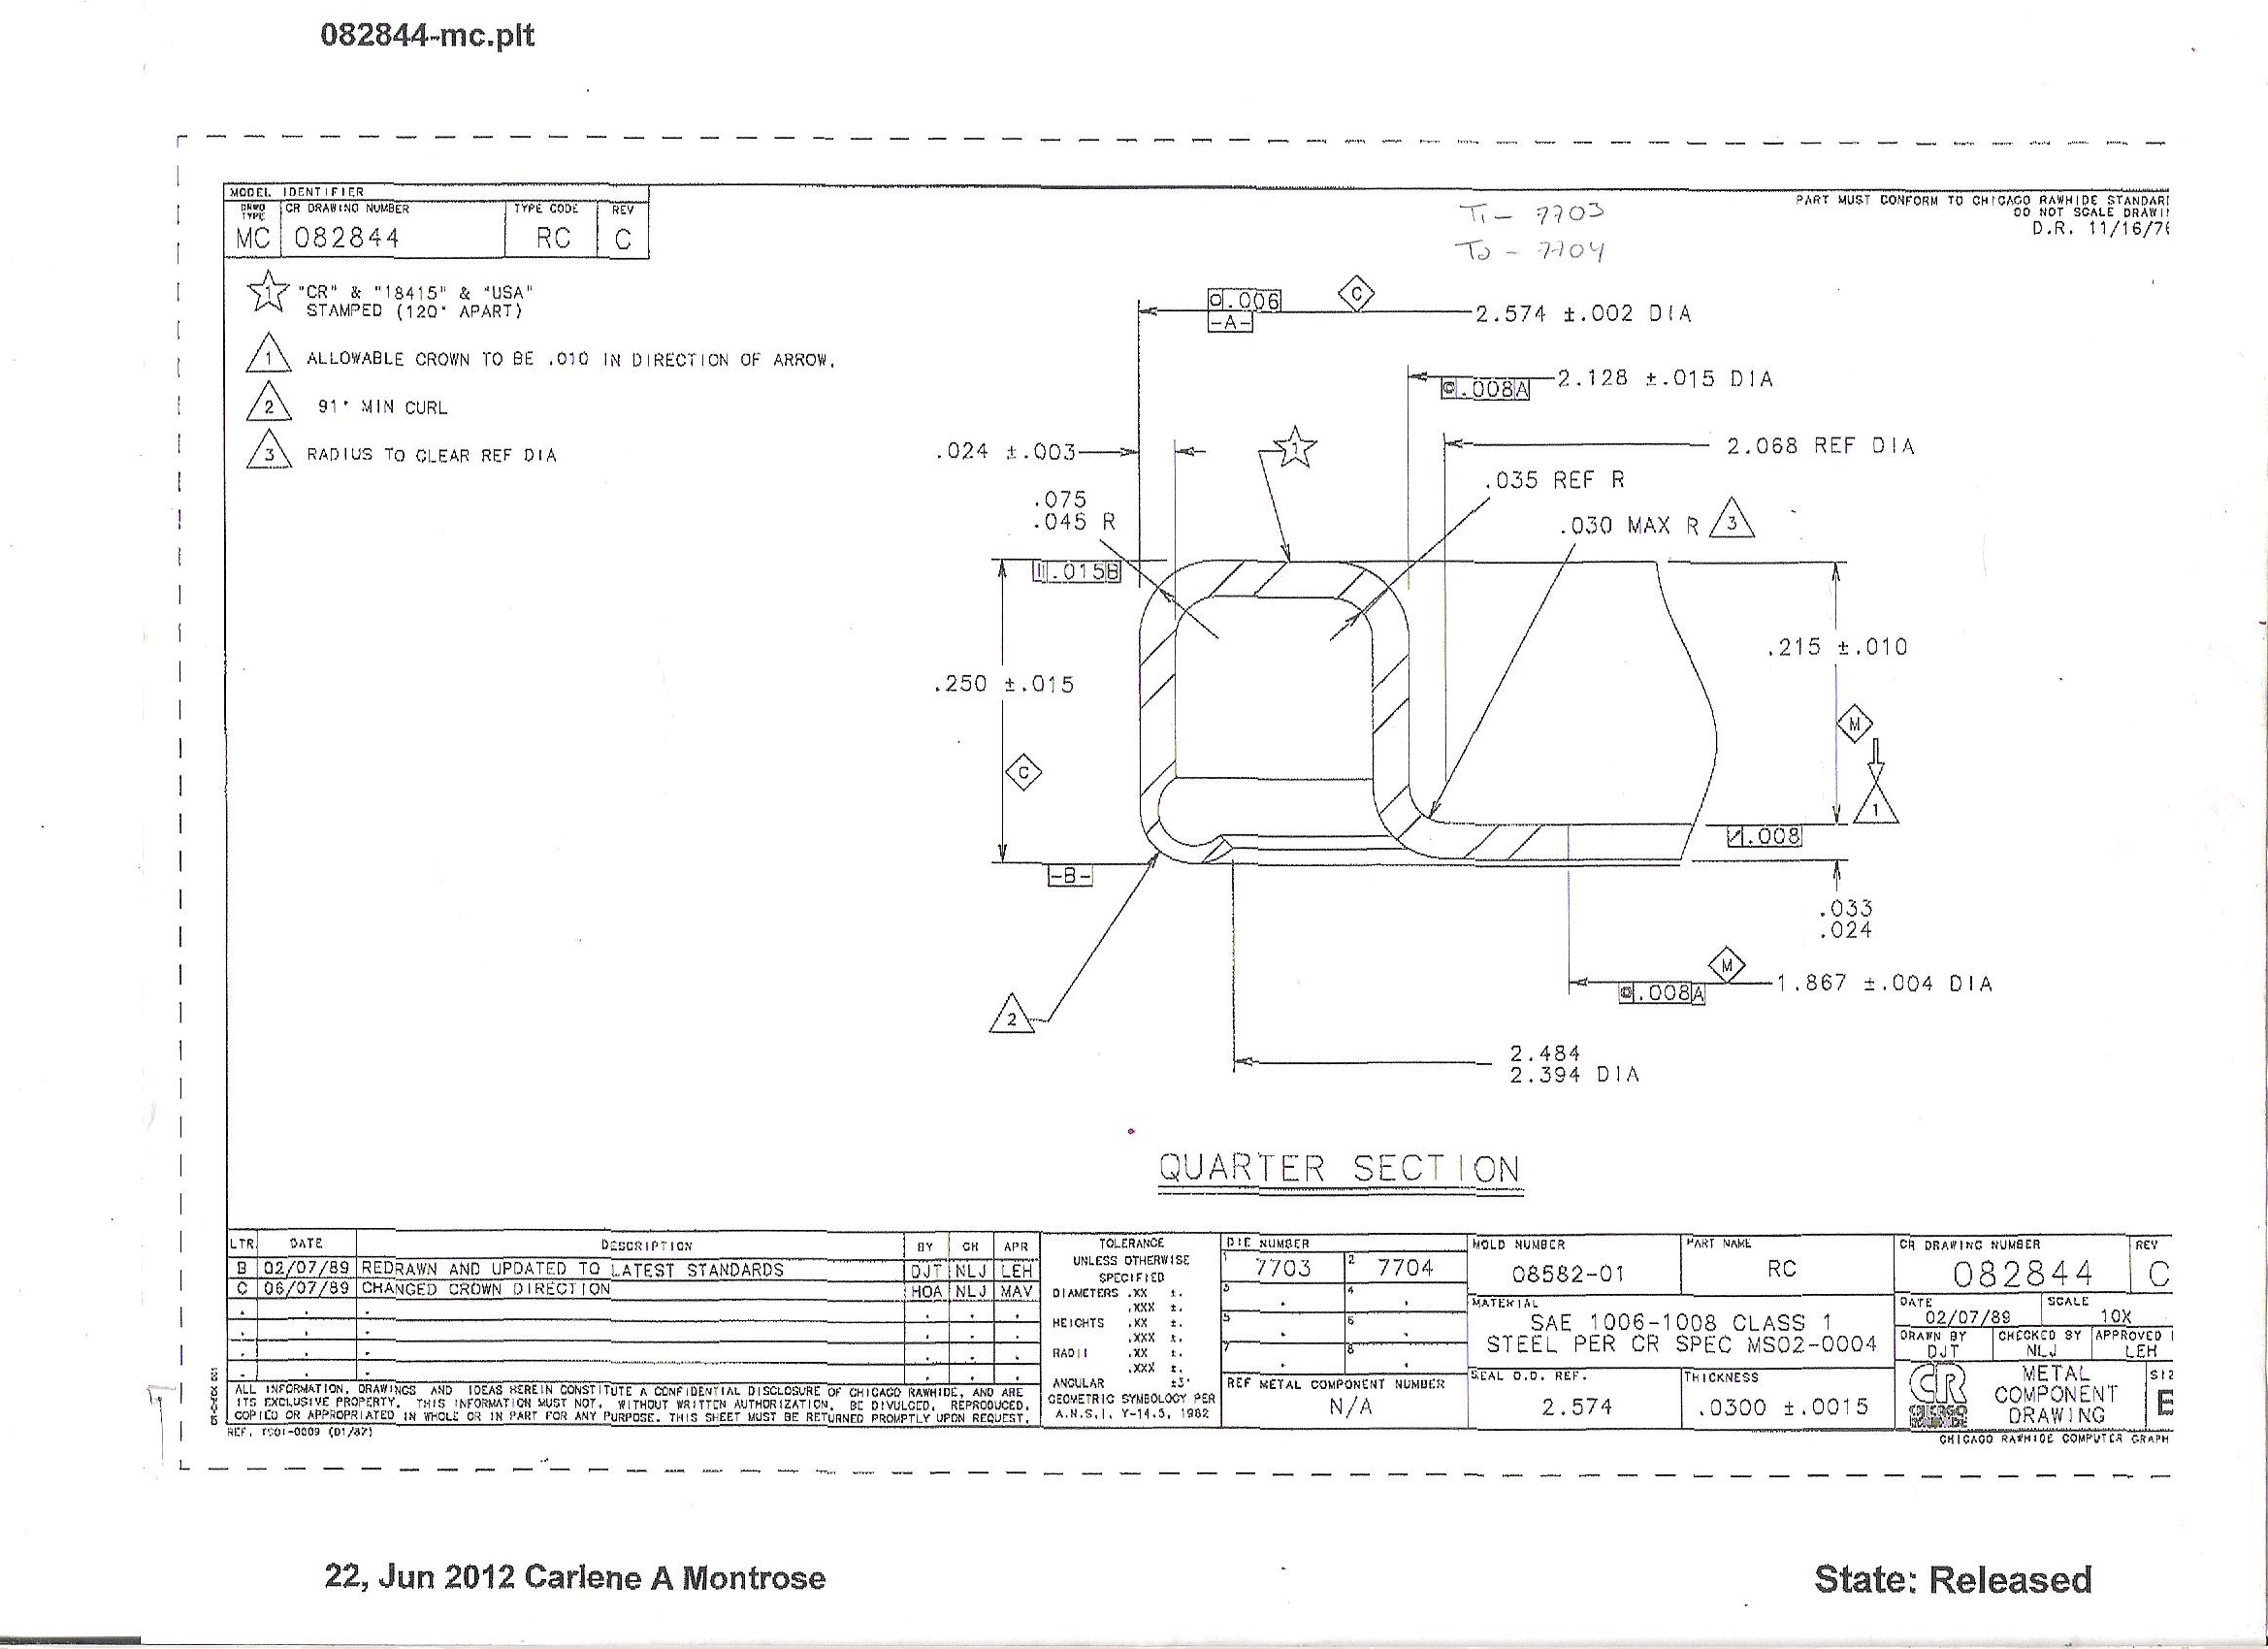 082844-mc.plt
MODEL IDENTIFIER
DRWG TYPE
CR DRAWING NUMBER
TYPE CODE
REV
MC 082844 RC C
PART MUST CONFORM TO CHICAGO RAWHIDE STANDAR
DO NOT SCALE DRAWI
D.R. 11/16/7
7703
7704
1 "CR" & "18415" & "USA"
STAMPED (120° APART)
1 ALLOWABLE CROWN TO BE .010 IN DIRECTION OF ARROW.
2 91° MIN CURL
3 RADIUS TO CLEAR REF DIA
.006
-A-
C
2.574 ±.002 DIA
.008 A
2.128 ±.015 DIA
.024 ±.003
1
2.068 REF DIA
.035 REF R
.075
.045 R
.030 MAX R 3
.015 B
.250 ±.015
.215 ±.010
M
C
1
.008
-B-
.033
.024
M
.008 A
1.867 ±.004 DIA
2
2.484
2.394 DIA
QUARTER SECTION
LTR. DATE DESCRIPTION BY CH APR
B 02/07/89 REDRAWN AND UPDATED TO LATEST STANDARDS DJT NLJ LEH
C 06/07/89 CHANGED CROWN DIRECTION HOA NLJ MAV
ALL INFORMATION, DRAWINGS AND IDEAS HEREIN CONSTITUTE A CONFIDENTIAL DISCLOSURE OF CHICAGO RAWHIDE, AND ARE
ITS EXCLUSIVE PROPERTY. THIS INFORMATION MUST NOT, WITHOUT WRITTEN AUTHORIZATION, BE DIVULGED, REPRODUCED,
COPIED OR APPROPRIATED IN WHOLE OR IN PART FOR ANY PURPOSE. THIS SHEET MUST BE RETURNED PROMPTLY UPON REQUEST.
REF. TS01-0009 (01/87)
TOLERANCE
UNLESS OTHERWISE
SPECIFIED
DIAMETERS .XX ±.
.XXX ±.
HEIGHTS .XX ±.
.XXX ±.
RADII .XX ±.
.XXX ±.
ANGULAR ±3°
GEOMETRIC SYMBOLOGY PER
A.N.S.I. Y-14.5, 1982
DIE NUMBER
1 7703 2 7704
3 4
5 6
7 8
REF METAL COMPONENT NUMBER
N/A
MOLD NUMBER
08582-01
PART NAME
RC
MATERIAL
SAE 1006-1008 CLASS 1
STEEL PER CR SPEC MS02-0004
SEAL O.D. REF.
2.574
THICKNESS
.0300 ±.0015
CR DRAWING NUMBER
082844
REV
C
DATE
02/07/89
SCALE
10X
DRAWN BY
DJT
CHECKED BY
NLJ
APPROVED
LEH
CR
CHICAGO
RAWHIDE
METAL
COMPONENT
DRAWING
E
CHICAGO RAWHIDE COMPUTER GRAPH
22, Jun 2012 Carlene A Montrose
State: Released